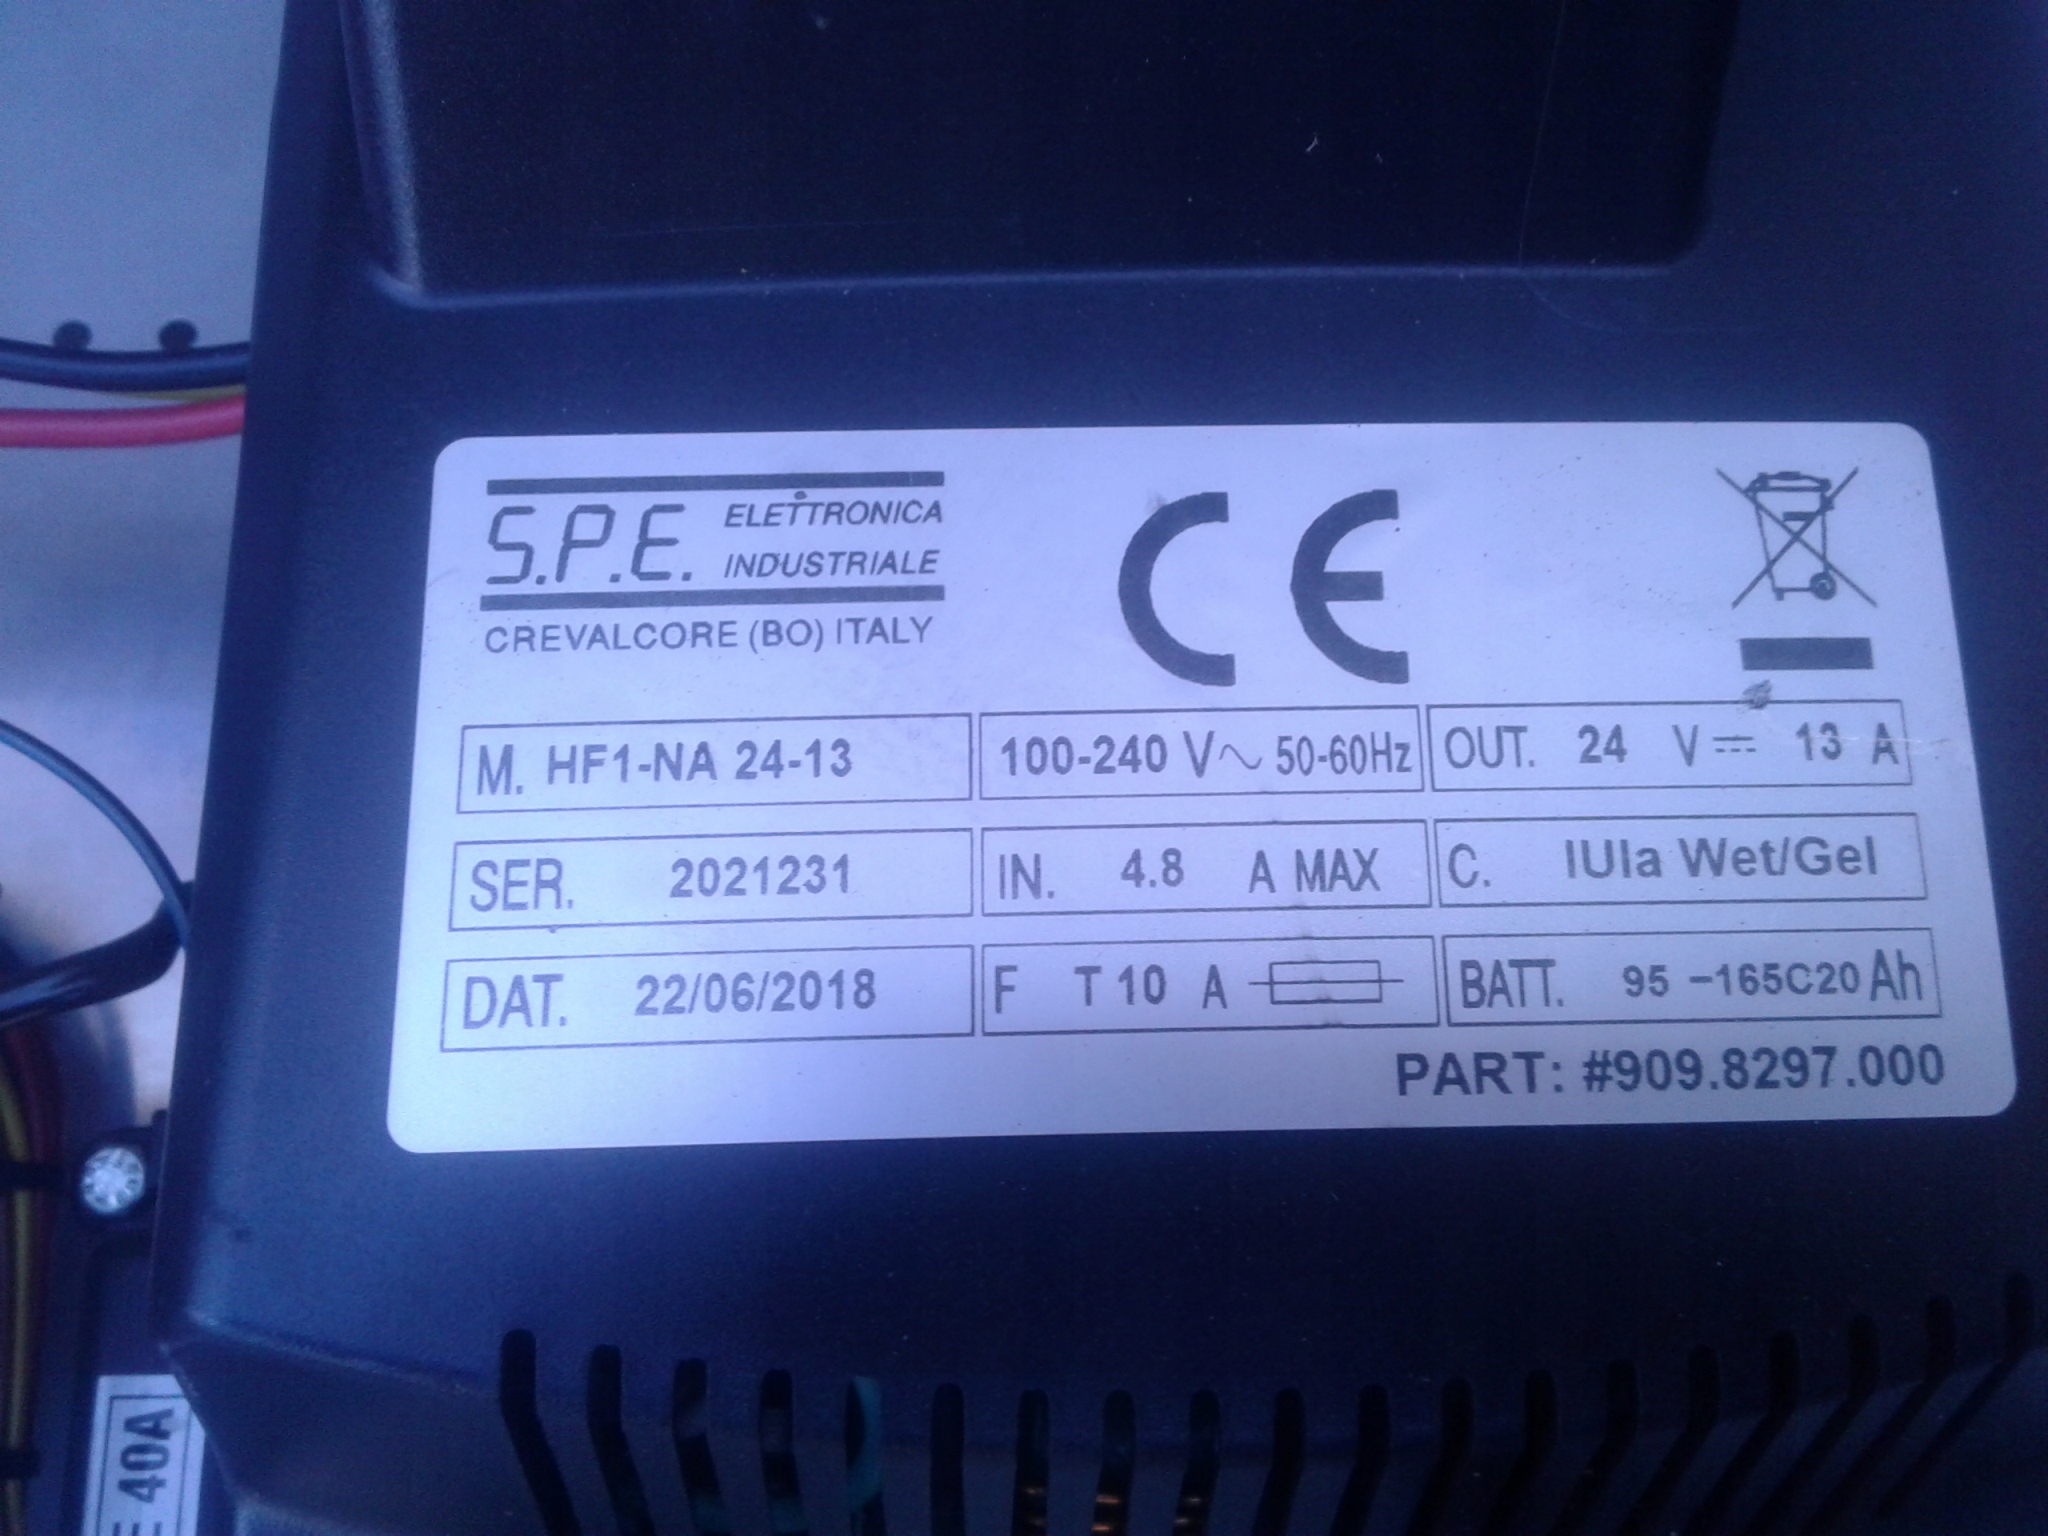 S.P.E. ELETTRONICA
INDUSTRIALE
CREVALCORE (BO) ITALY
CE
M. HF1-NA 24-13
100-240 V~ 50-60Hz
OUT. 24 V⎓ 13 A
SER. 2021231
IN. 4.8 A MAX
C. IUIa Wet/Gel
DAT. 22/06/2018
F T 10 A
BATT. 95 -165C20 Ah
PART: #909.8297.000
40A